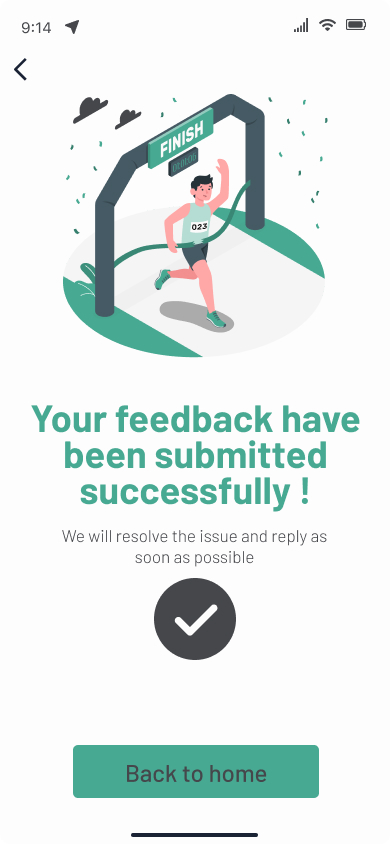 9:14
FINISH
023
Your feedback have
been submitted
successfully !
We will resolve the issue and reply as
soon as possible
Back to home